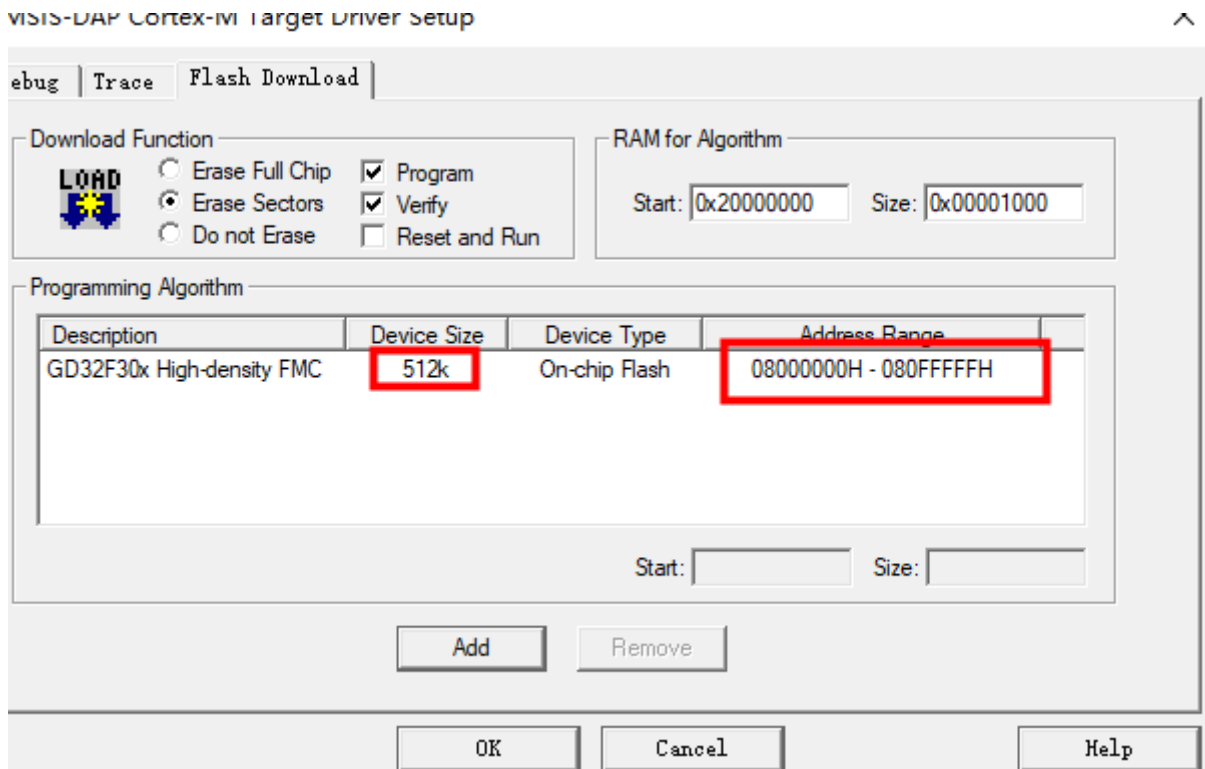 MSIS-DAP Cortex-M Target Driver Setup
ebug Trace Flash Download
Download Function
LOAD
Erase Full Chip
Erase Sectors
Do not Erase
Program
Verify
Reset and Run
RAM for Algorithm
Start: 0x20000000 Size: 0x00001000
Programming Algorithm
Description Device Size Device Type Address Range
GD32F30x High-density FMC 512k On-chip Flash 08000000H - 080FFFFFH
Start: Size:
Add Remove
OK Cancel Help